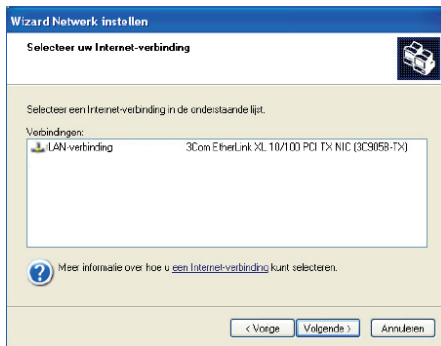 Wizard Netwerk instellen
Selecteer uw Internet-verbinding
Selecteer een Internet-verbinding in de onderstaande lijst.
Verbindingen:
LAN-verbinding 3Com EtherLink XL 10/100 PCI TX NIC (3C905B-TX)
Meer informatie over hoe u een Internet-verbinding kunt selecteren.
< Vorige Volgende > Annuleren